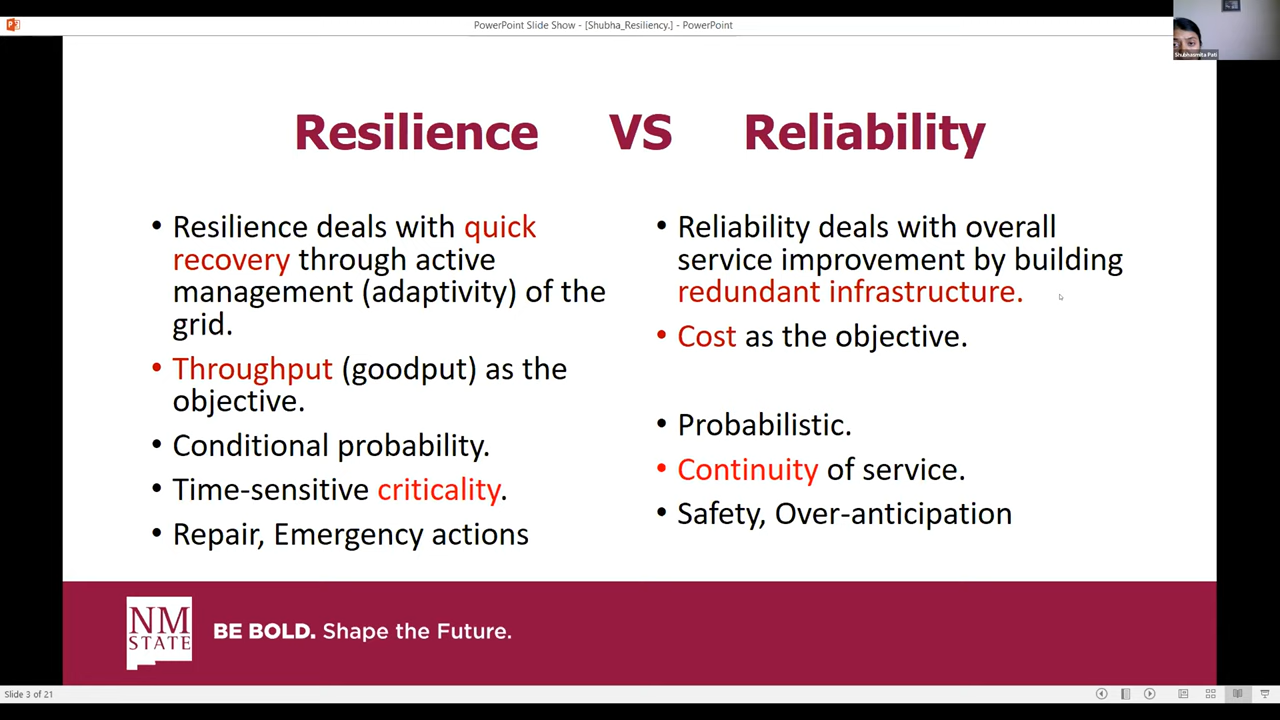 PowerPoint Slide Show - [Shubha_Resiliency.] - PowerPoint
Shubhasmita Pati
Resilience VS Reliability
• Resilience deals with quick
recovery through active
management (adaptivity) of the
grid.
• Throughput (goodput) as the
objective.
• Conditional probability.
• Time-sensitive criticality.
• Repair, Emergency actions
• Reliability deals with overall
service improvement by building
redundant infrastructure.
• Cost as the objective.
• Probabilistic.
• Continuity of service.
• Safety, Over-anticipation
NM
STATE
BE BOLD. Shape the Future.
Slide 3 of 21